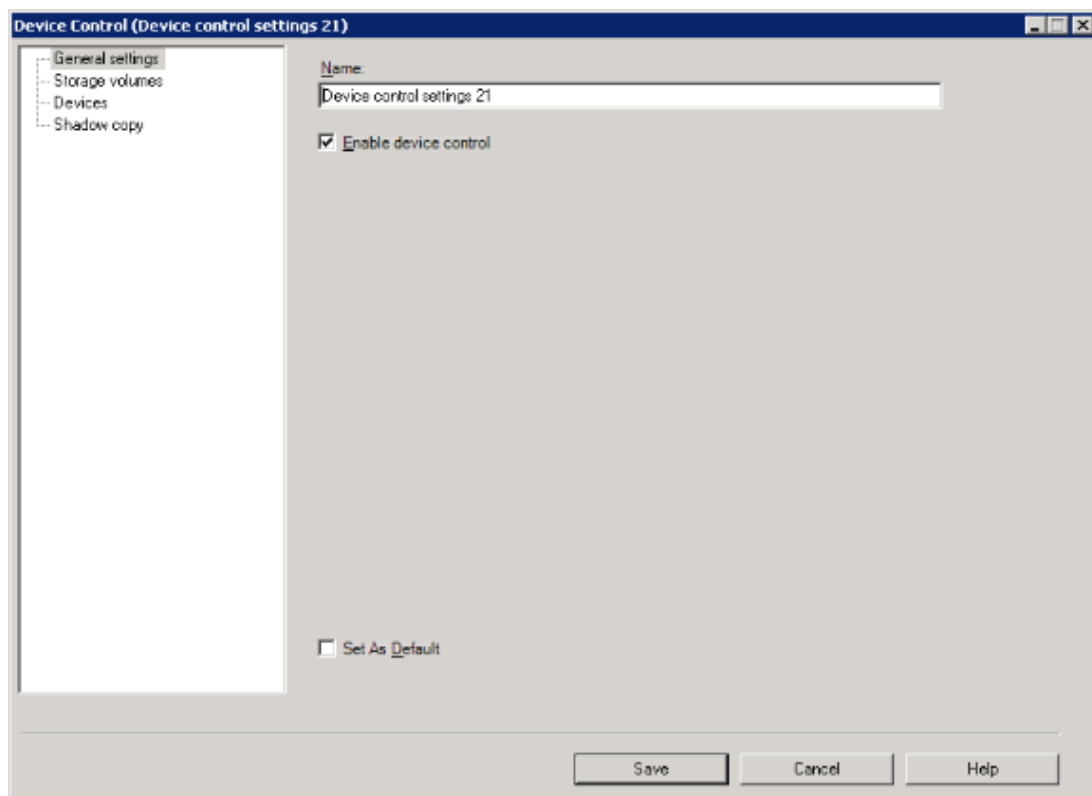 Device Control (Device control settings 21)
General settings
Storage volumes
Devices
Shadow copy
Name:
Device control settings 21
Enable device control
Set As Default
Save Cancel Help